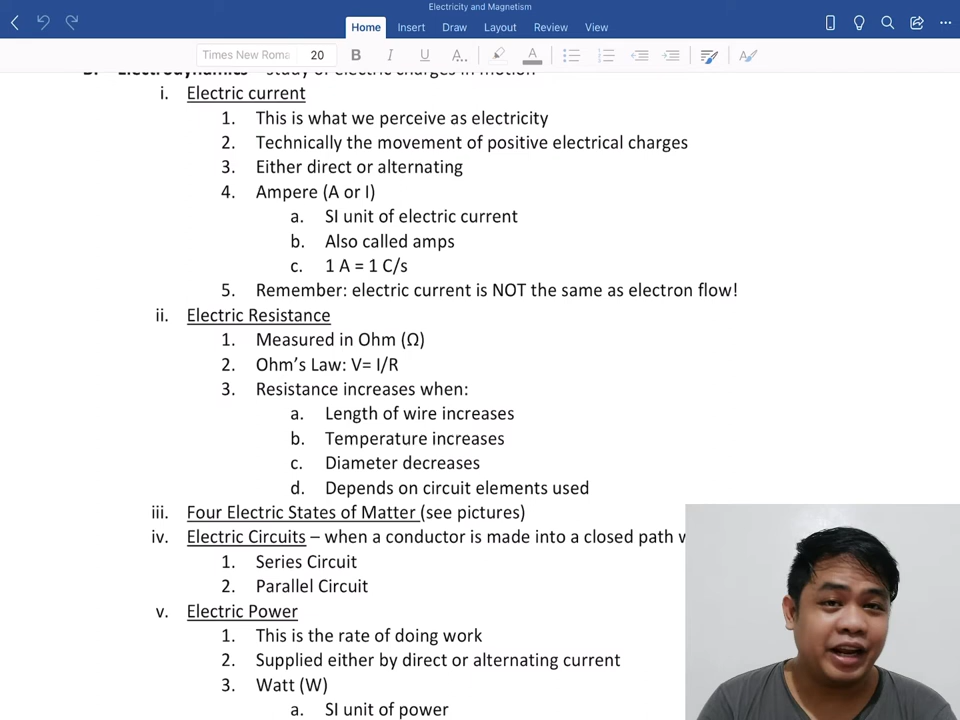 Electricity and Magnetism
Home Insert Draw Layout Review View
Times New Roma 20 B I U A...
B. Electrodynamics – study of electric charges in motion
i. Electric current
1. This is what we perceive as electricity
2. Technically the movement of positive electrical charges
3. Either direct or alternating
4. Ampere (A or I)
a. SI unit of electric current
b. Also called amps
c. 1 A = 1 C/s
5. Remember: electric current is NOT the same as electron flow!
ii. Electric Resistance
1. Measured in Ohm (Ω)
2. Ohm’s Law: V= I/R
3. Resistance increases when:
a. Length of wire increases
b. Temperature increases
c. Diameter decreases
d. Depends on circuit elements used
iii. Four Electric States of Matter (see pictures)
iv. Electric Circuits – when a conductor is made into a closed path
1. Series Circuit
2. Parallel Circuit
v. Electric Power
1. This is the rate of doing work
2. Supplied either by direct or alternating current
3. Watt (W)
a. SI unit of power